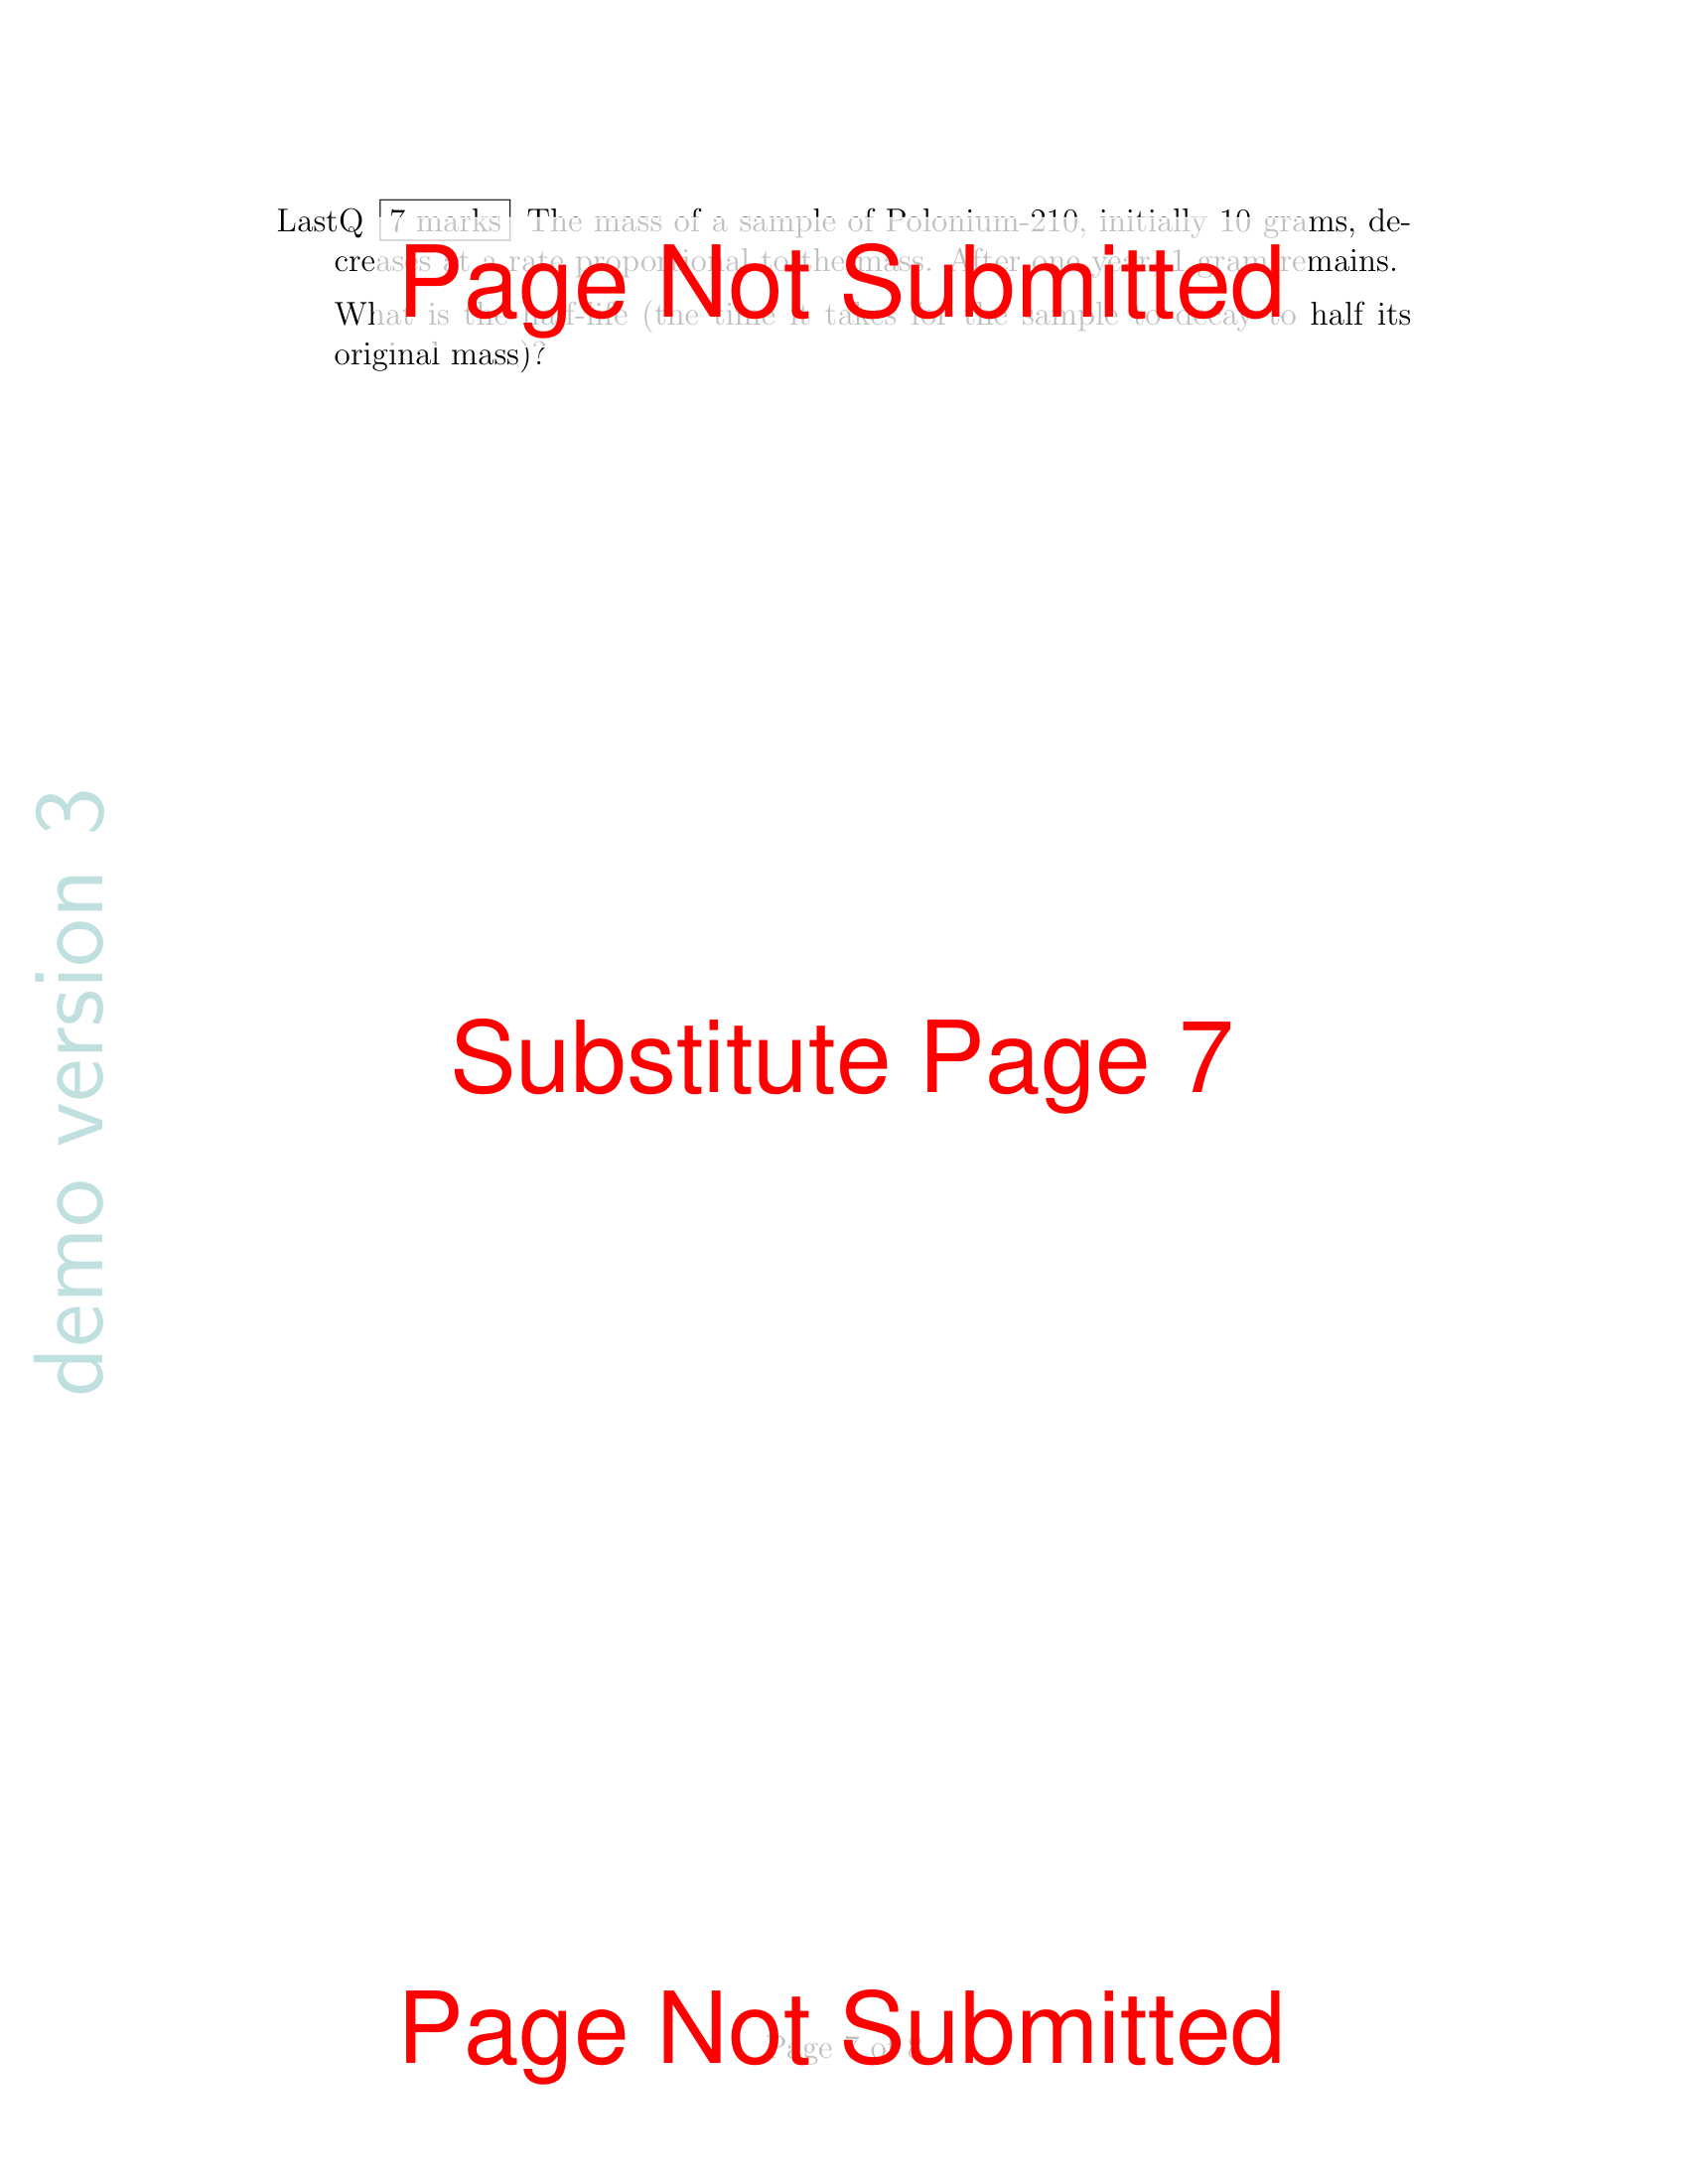 LastQ 7 marks The mass of a sample of Polonium-210, initially 10 grams, de-
creases at a rate proportional to the mass. After one year, 1 gram remains.
Page Not Submitted
What is the half-life (the time it takes for the sample to decay to half its
original mass)?
demo version 3
Substitute Page 7
Page Not Submitted
Page 7 of 8